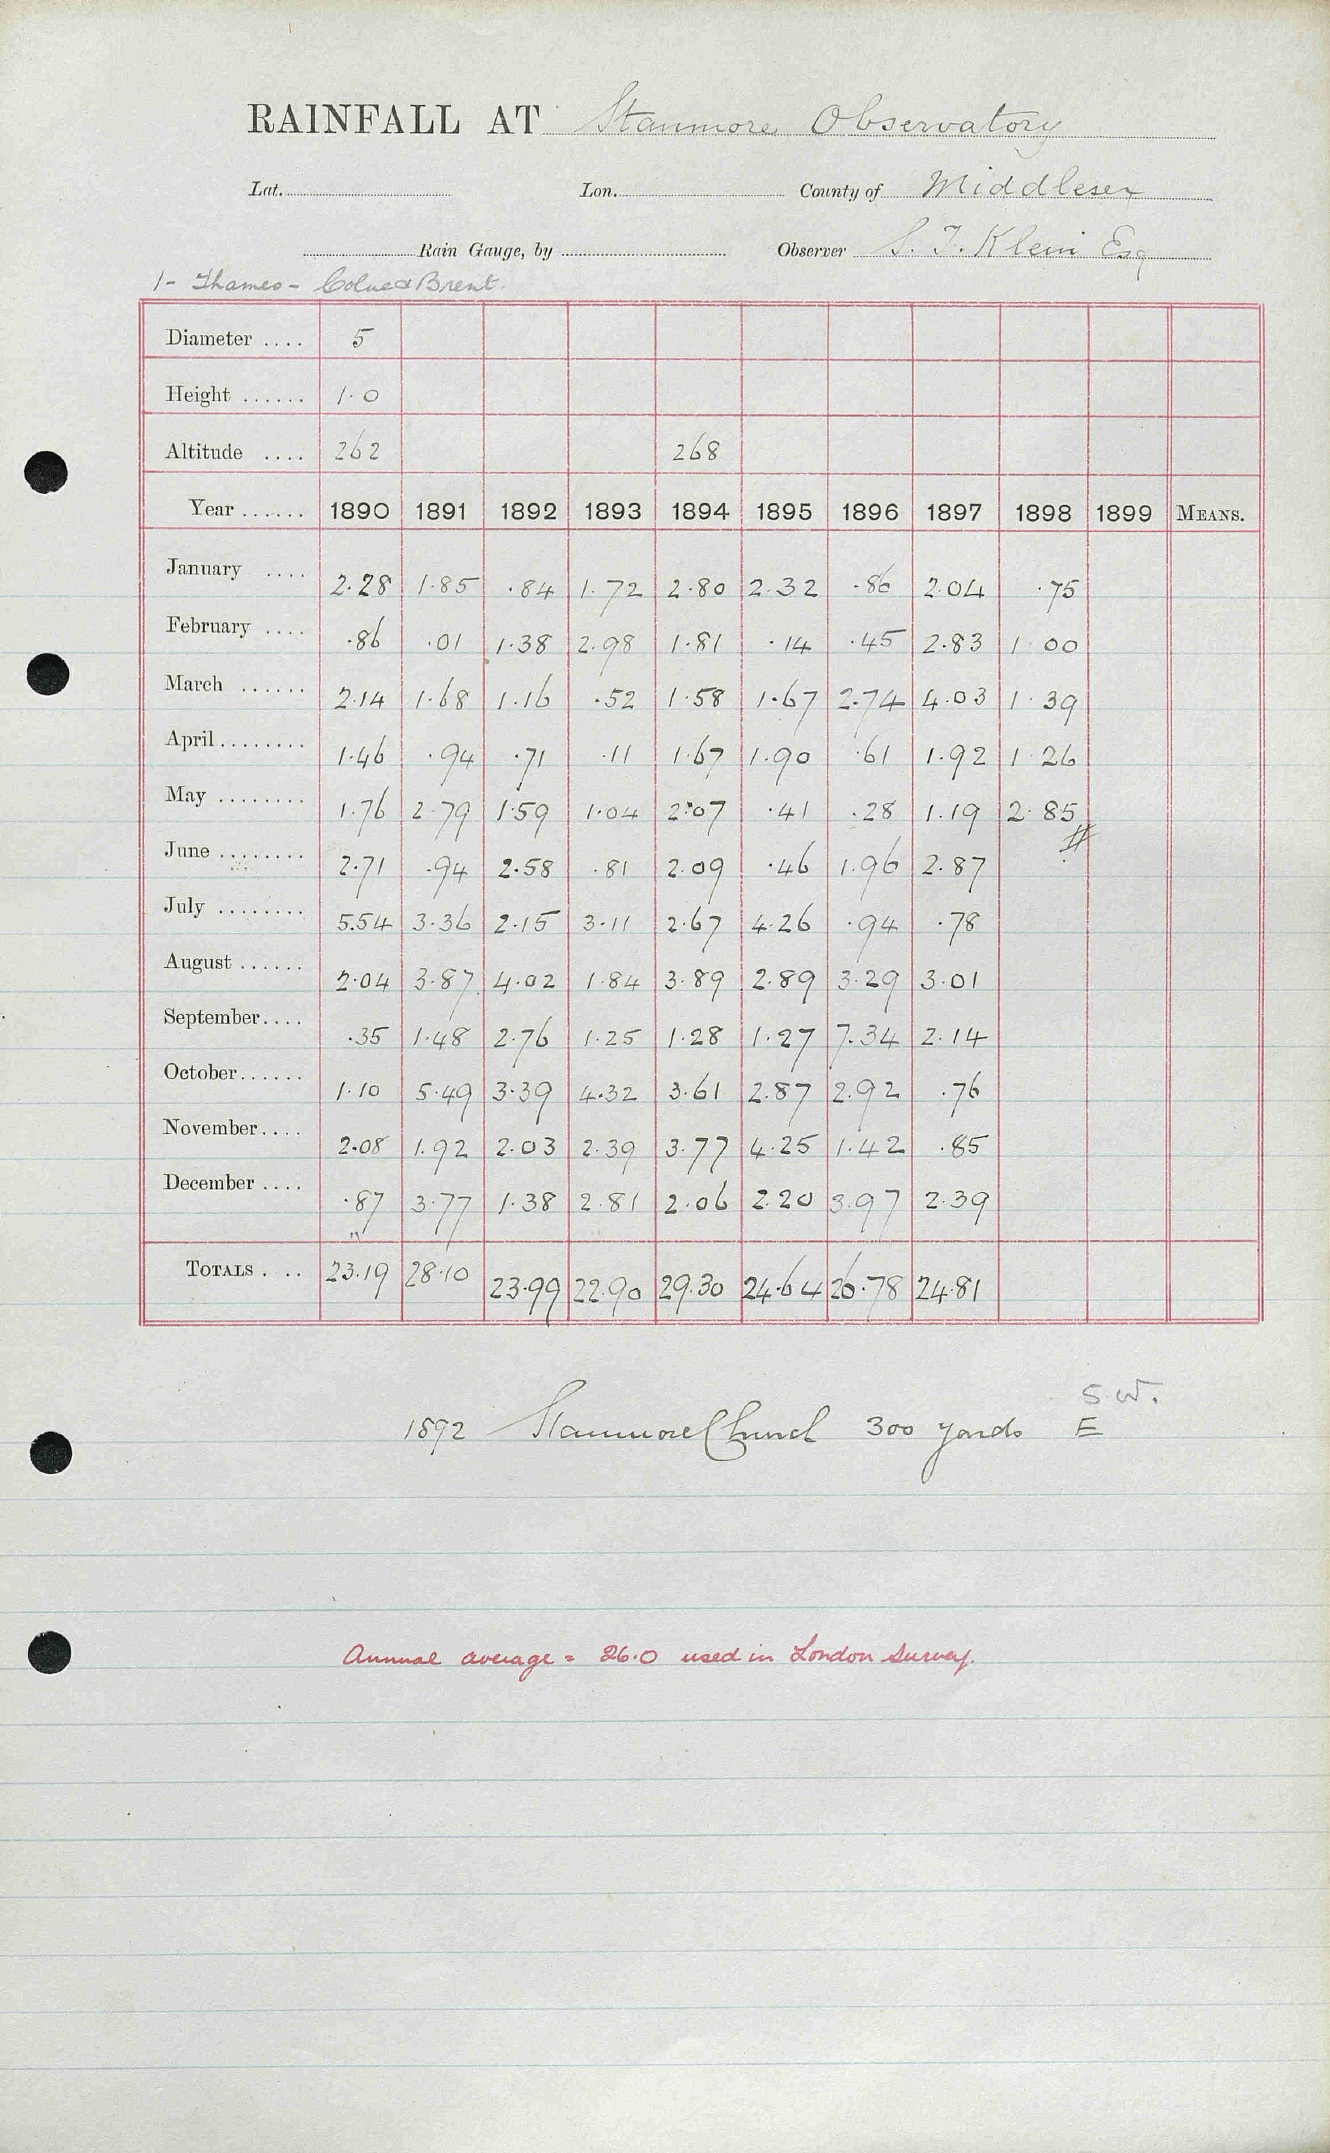 RAINFALL AT Stanmore Observatory
Lat. Lon. County of Middlesex
Rain Gauge, by Observer S. T. Klein Esq
1- Thames - Colne & Brent.
Diameter .... 5
Height ...... 1.0
Altitude .... 262 268
Year ...... 1890 1891 1892 1893 1894 1895 1896 1897 1898 1899 MEANS.
January .... 2.28 1.85 .84 1.72 2.80 2.32 .86 2.04 .75
February .... .86 .01 1.38 2.98 1.81 .14 .45 2.83 1.00
March ...... 2.14 1.68 1.16 .52 1.58 1.67 2.74 4.03 1.39
April ........ 1.46 .94 .71 .11 1.67 1.90 .61 1.92 1.26
May ........ 1.76 2.79 1.59 1.04 2.07 .41 .28 1.19 2.85
June ........ 2.71 .94 2.58 .81 2.09 .46 1.96 2.87
July ........ 5.54 3.36 2.15 3.11 2.67 4.26 .94 .78
August ...... 2.04 3.87 4.02 1.84 3.89 2.89 3.29 3.01
September.... .35 1.48 2.76 1.25 1.28 1.27 7.34 2.14
October...... 1.10 5.49 3.39 4.32 3.61 2.87 2.92 .76
November.... 2.08 1.92 2.03 2.39 3.77 4.25 1.42 .85
December .... .87 3.77 1.38 2.81 2.06 2.20 3.97 2.39
TOTALS .... 23.19 28.10 23.99 22.90 29.30 24.64 26.78 24.81
S.W.
1892 Stanmore Church 300 yards E
Annual average = 26.0 used in London Survey.